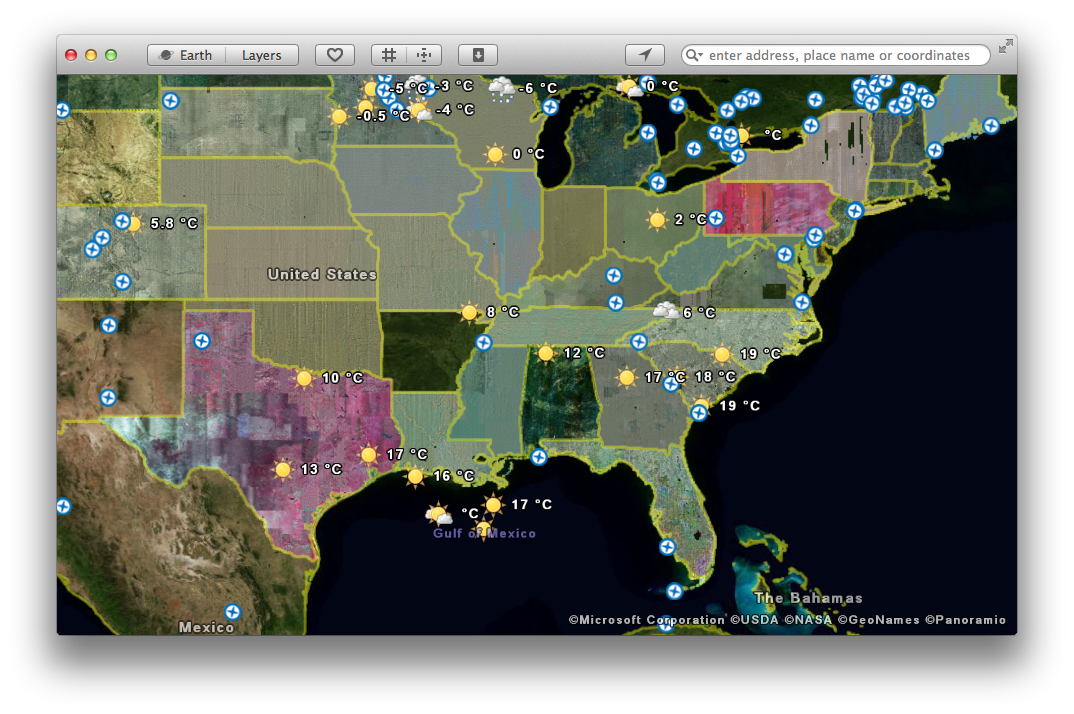 Earth
Layers
enter address, place name or coordinates
-5 °C
-3 °C
-6 °C
0 °C
-0.5 °C
-4 °C
°C
0 °C
5.8 °C
2 °C
United States
8 °C
6 °C
12 °C
19 °C
10 °C
17 °C
18 °C
19 °C
17 °C
13 °C
16 °C
17 °C
°C
Gulf of Mexico
The Bahamas
Mexico
©Microsoft Corporation ©USDA ©NASA ©GeoNames ©Panoramio